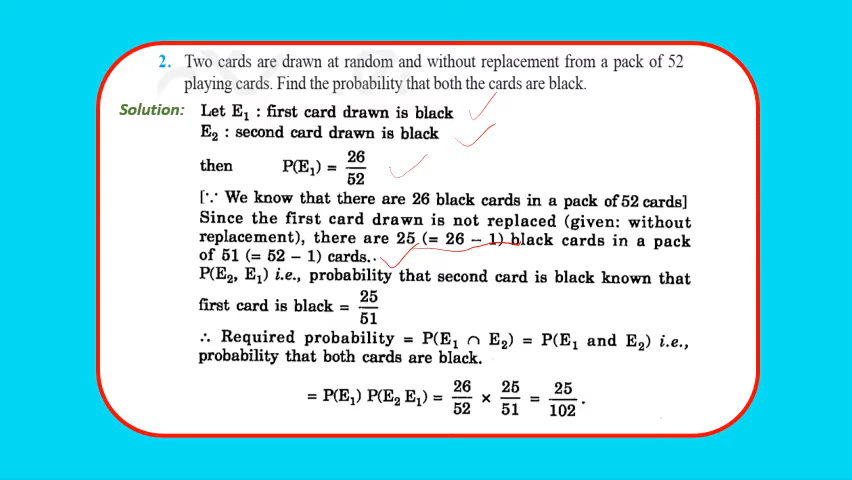 2. Two cards are drawn at random and without replacement from a pack of 52
playing cards. Find the probability that both the cards are black.
Solution: Let E₁ : first card drawn is black
E₂ : second card drawn is black
then P(E₁) = 26/52
[∵ We know that there are 26 black cards in a pack of 52 cards]
Since the first card drawn is not replaced (given: without
replacement), there are 25 (= 26 – 1) black cards in a pack
of 51 (= 52 – 1) cards..
P(E₂, E₁) i.e., probability that second card is black known that
first card is black = 25/51
∴ Required probability = P(E₁ ∩ E₂) = P(E₁ and E₂) i.e.,
probability that both cards are black.
= P(E₁) P(E₂ E₁) = 26/52 × 25/51 = 25/102.